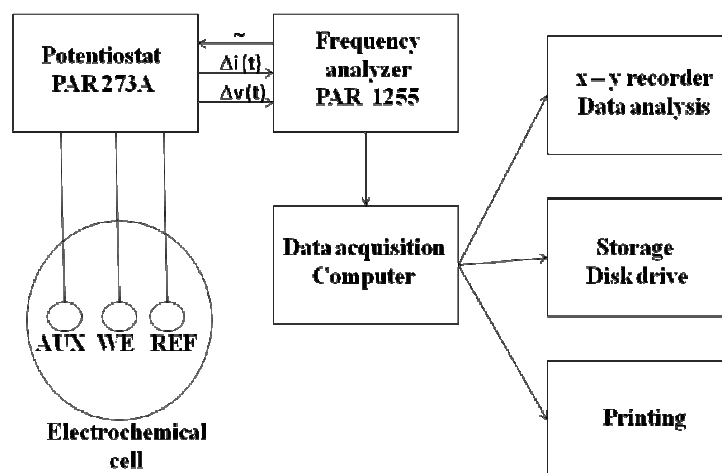 Potentiostat
PAR 273A
~
Δi(t)
Δv(t)
Frequency
analyzer
PAR 1255
x – y recorder
Data analysis
Data acquisition
Computer
Storage
Disk drive
AUX WE REF
Electrochemical
cell
Printing